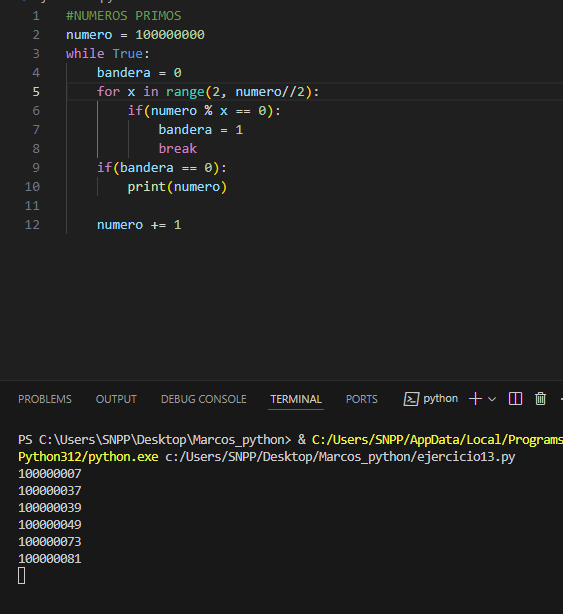 1 #NUMEROS PRIMOS
2 numero = 100000000
3 while True:
4     bandera = 0
5     for x in range(2, numero//2):
6         if(numero % x == 0):
7             bandera = 1
8             break
9     if(bandera == 0):
10         print(numero)
11
12     numero += 1
PROBLEMS OUTPUT DEBUG CONSOLE TERMINAL PORTS python
PS C:\Users\SNPP\Desktop\Marcos_python> & C:/Users/SNPP/AppData/Local/Programs
Python312/python.exe c:/Users/SNPP/Desktop/Marcos_python/ejercicio13.py
100000007
100000037
100000039
100000049
100000073
100000081